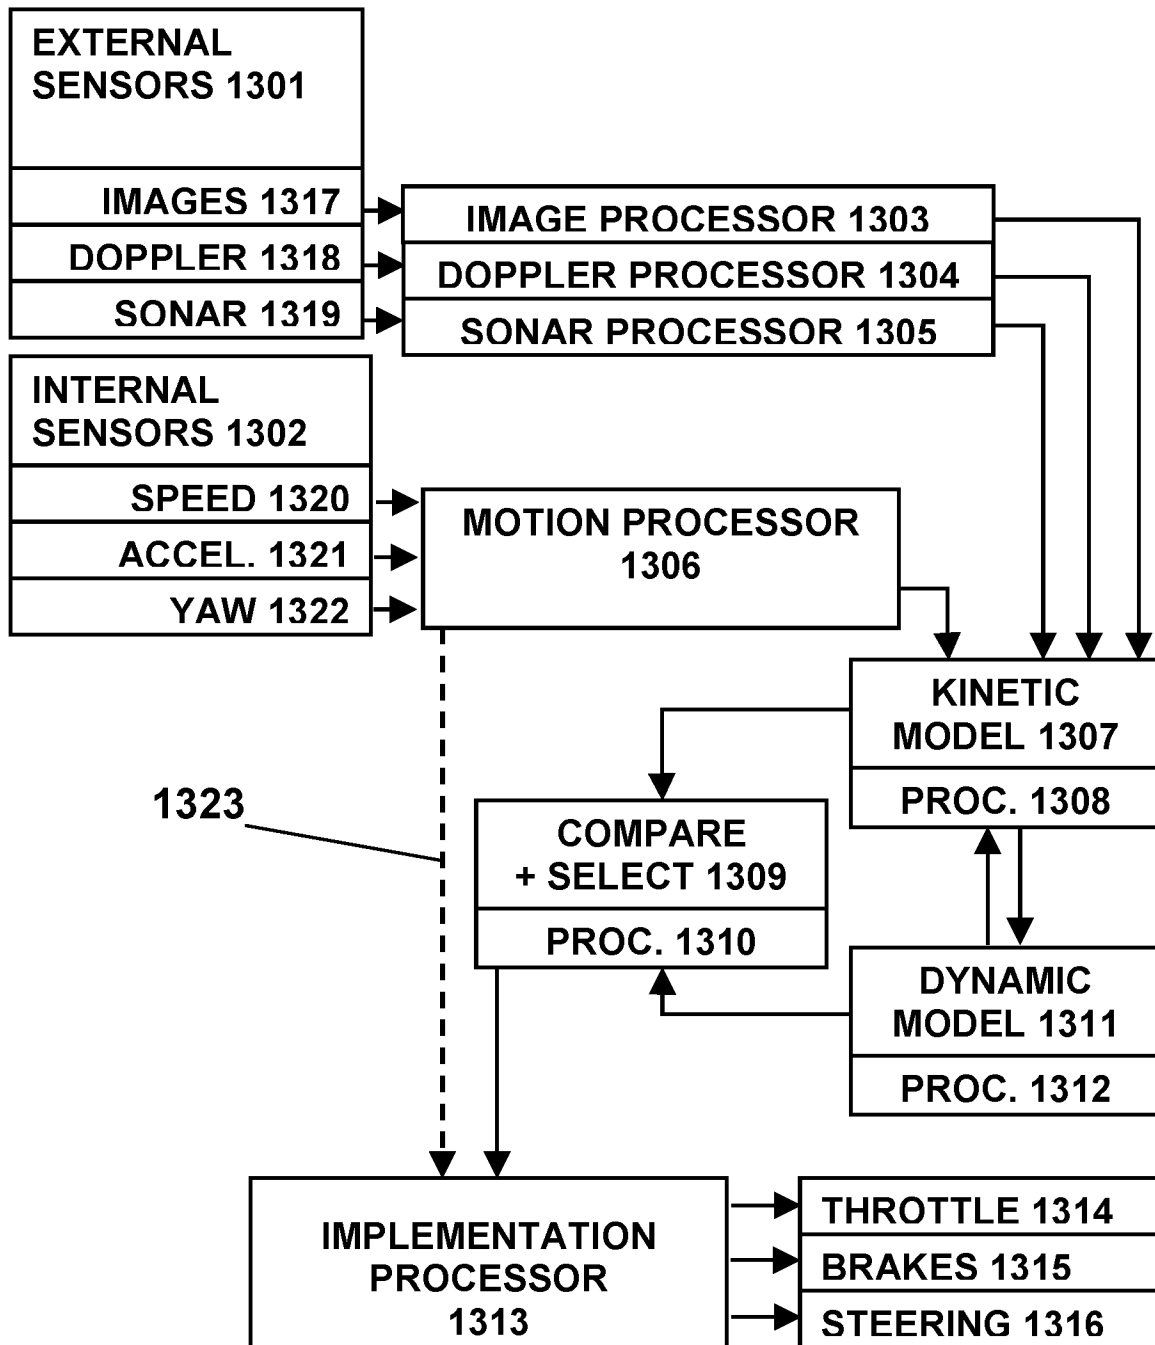 EXTERNAL
SENSORS 1301
IMAGES 1317
DOPPLER 1318
SONAR 1319
IMAGE PROCESSOR 1303
DOPPLER PROCESSOR 1304
SONAR PROCESSOR 1305
INTERNAL
SENSORS 1302
SPEED 1320
ACCEL. 1321
YAW 1322
MOTION PROCESSOR
1306
KINETIC
MODEL 1307
PROC. 1308
1323
COMPARE
+ SELECT 1309
PROC. 1310
DYNAMIC
MODEL 1311
PROC. 1312
IMPLEMENTATION
PROCESSOR
1313
THROTTLE 1314
BRAKES 1315
STEERING 1316